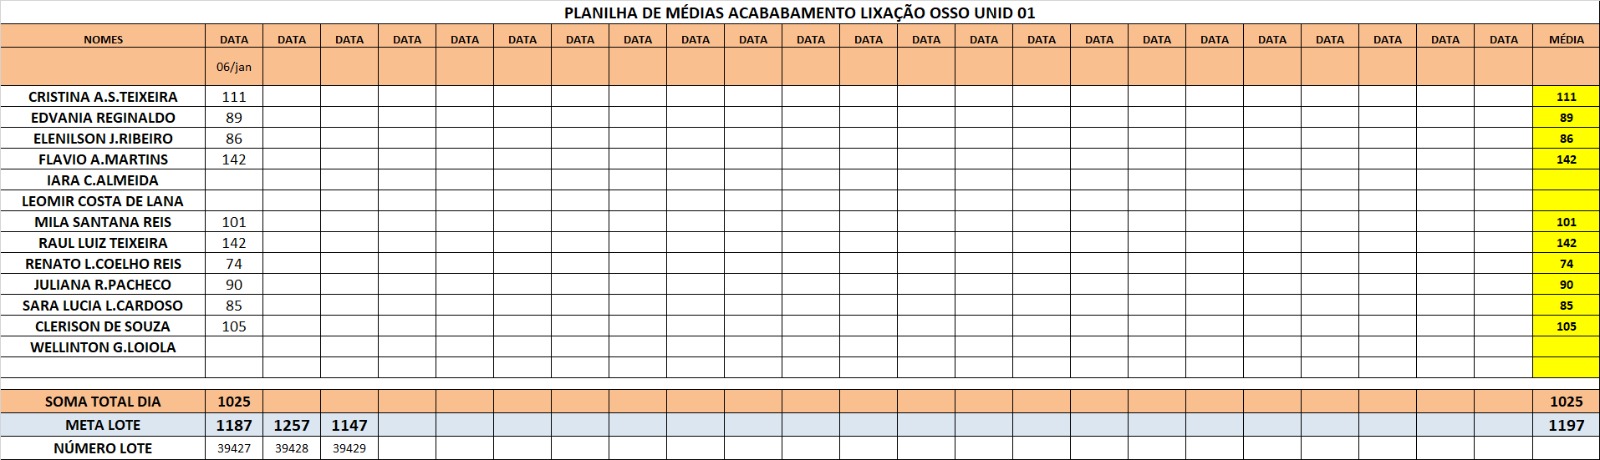 PLANILHA DE MÉDIAS ACABABAMENTO LIXAÇÃO OSSO UNID 01
NOMES DATA DATA DATA DATA DATA DATA DATA DATA DATA DATA DATA DATA DATA DATA DATA DATA DATA DATA DATA DATA DATA DATA DATA MÉDIA
06/jan
CRISTINA A.S.TEIXEIRA 111 111
EDVANIA REGINALDO 89 89
ELENILSON J.RIBEIRO 86 86
FLAVIO A.MARTINS 142 142
IARA C.ALMEIDA
LEOMIR COSTA DE LANA
MILA SANTANA REIS 101 101
RAUL LUIZ TEIXEIRA 142 142
RENATO L.COELHO REIS 74 74
JULIANA R.PACHECO 90 90
SARA LUCIA L.CARDOSO 85 85
CLERISON DE SOUZA 105 105
WELLINTON G.LOIOLA
SOMA TOTAL DIA 1025 1025
META LOTE 1187 1257 1147 1197
NÚMERO LOTE 39427 39428 39429